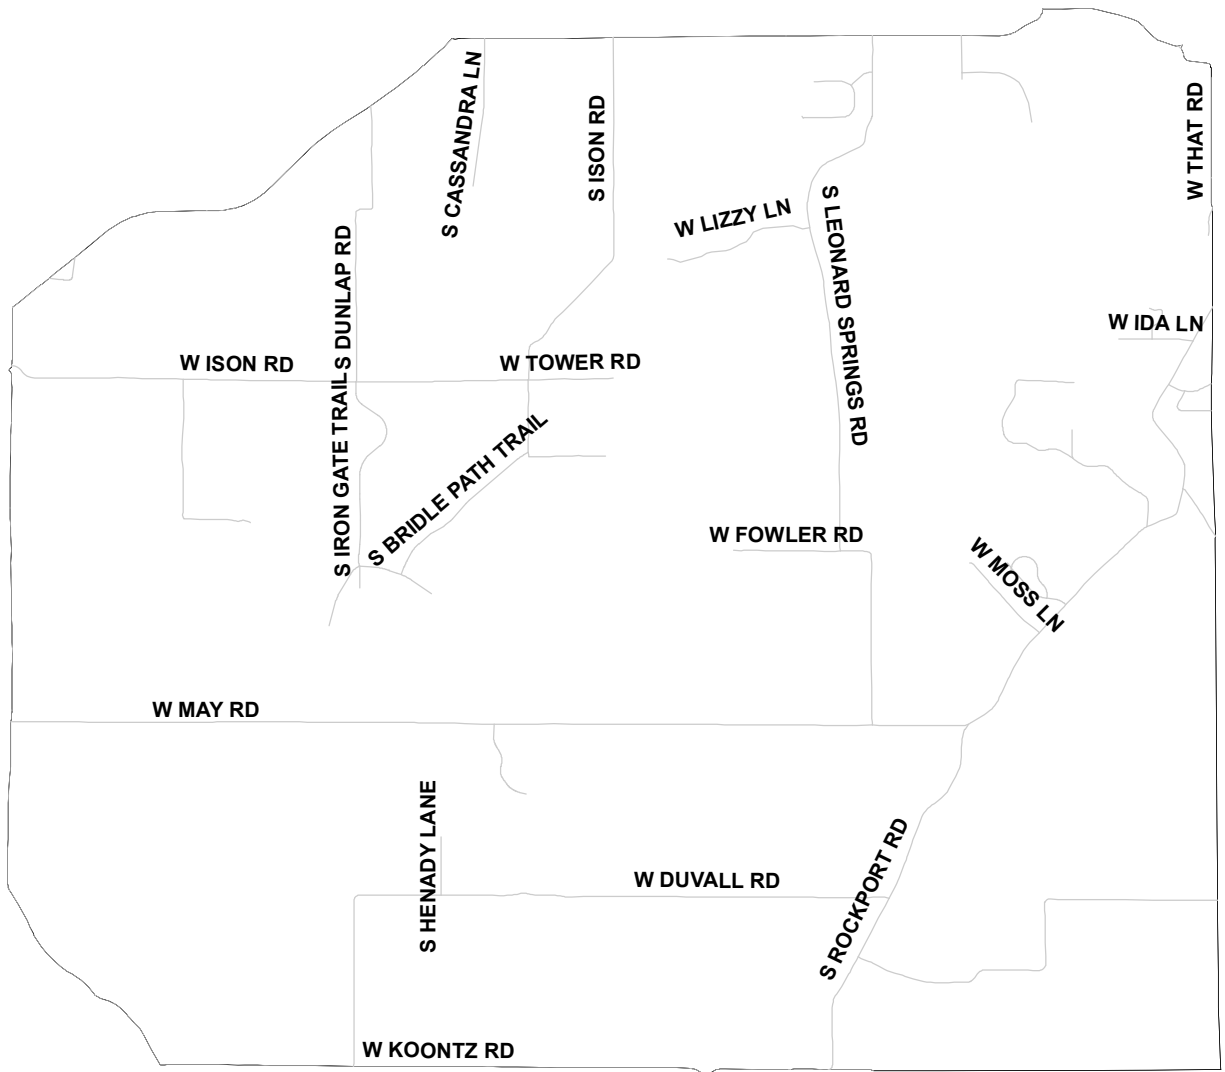 S CASSANDRA LN
S ISON RD
W THAT RD
W LIZZY LN
S LEONARD SPRINGS RD
S DUNLAP RD
W IDA LN
W ISON RD
W TOWER RD
S IRON GATE TRAIL
S BRIDLE PATH TRAIL
W FOWLER RD
W MOSS LN
W MAY RD
S HENADY LANE
W DUVALL RD
S ROCKPORT RD
W KOONTZ RD